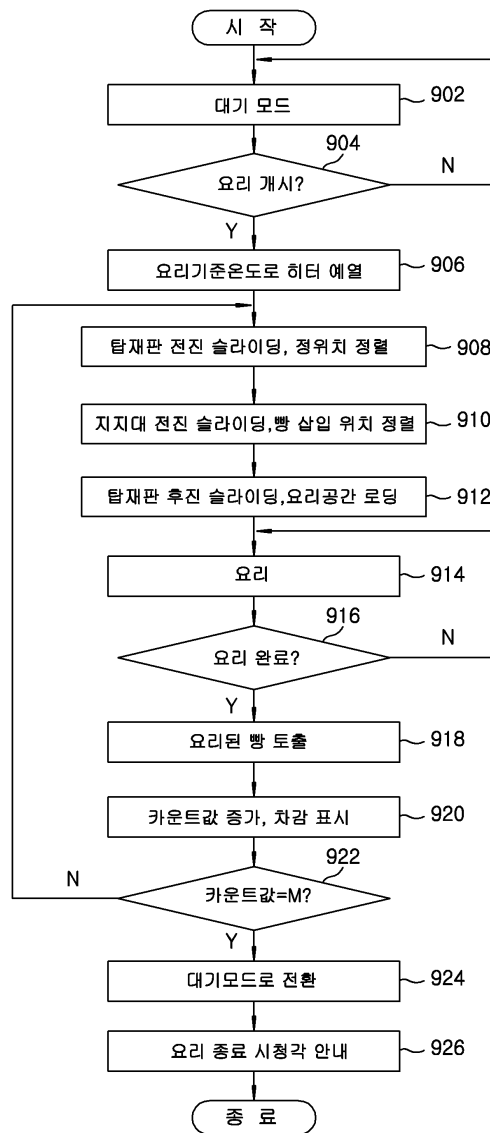 시 작
대기 모드
902
904
요리 개시?
N
Y
요리기준온도로 히터 예열
906
탑재판 전진 슬라이딩, 정위치 정렬
908
지지대 전진 슬라이딩,빵 삽입 위치 정렬
910
탑재판 후진 슬라이딩,요리공간 로딩
912
요리
914
916
요리 완료?
N
Y
요리된 빵 토출
918
카운트값 증가, 차감 표시
920
922
N
카운트값=M?
Y
대기모드로 전환
924
요리 종료 시청각 안내
926
종 료